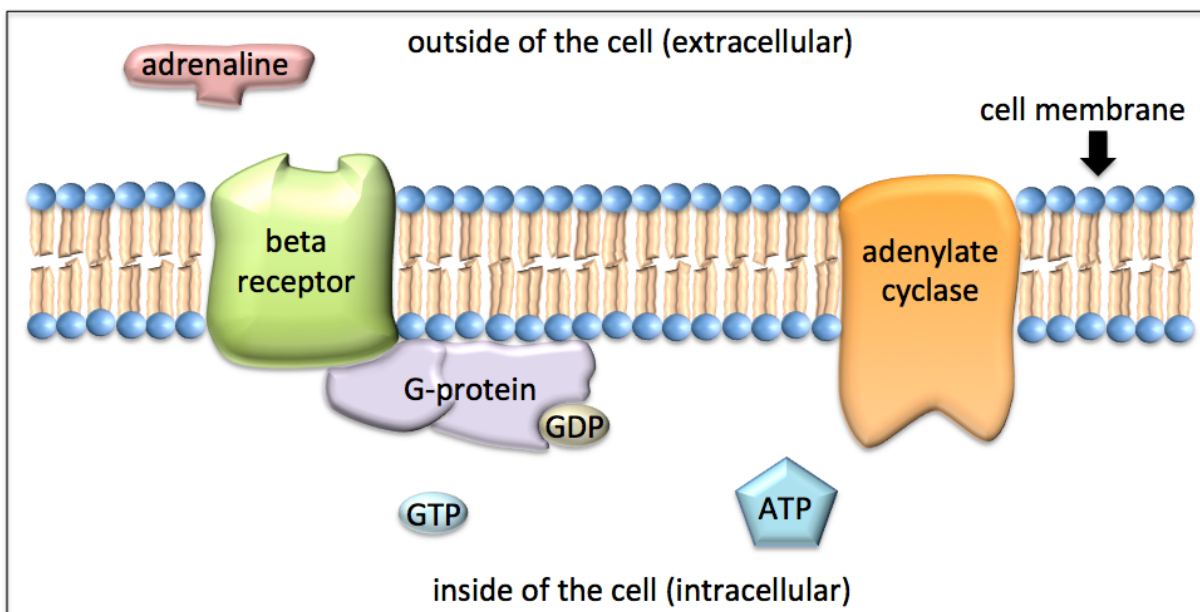 outside of the cell (extracellular)
adrenaline
cell membrane
beta
receptor
adenylate
cyclase
G-protein
GDP
GTP
ATP
inside of the cell (intracellular)